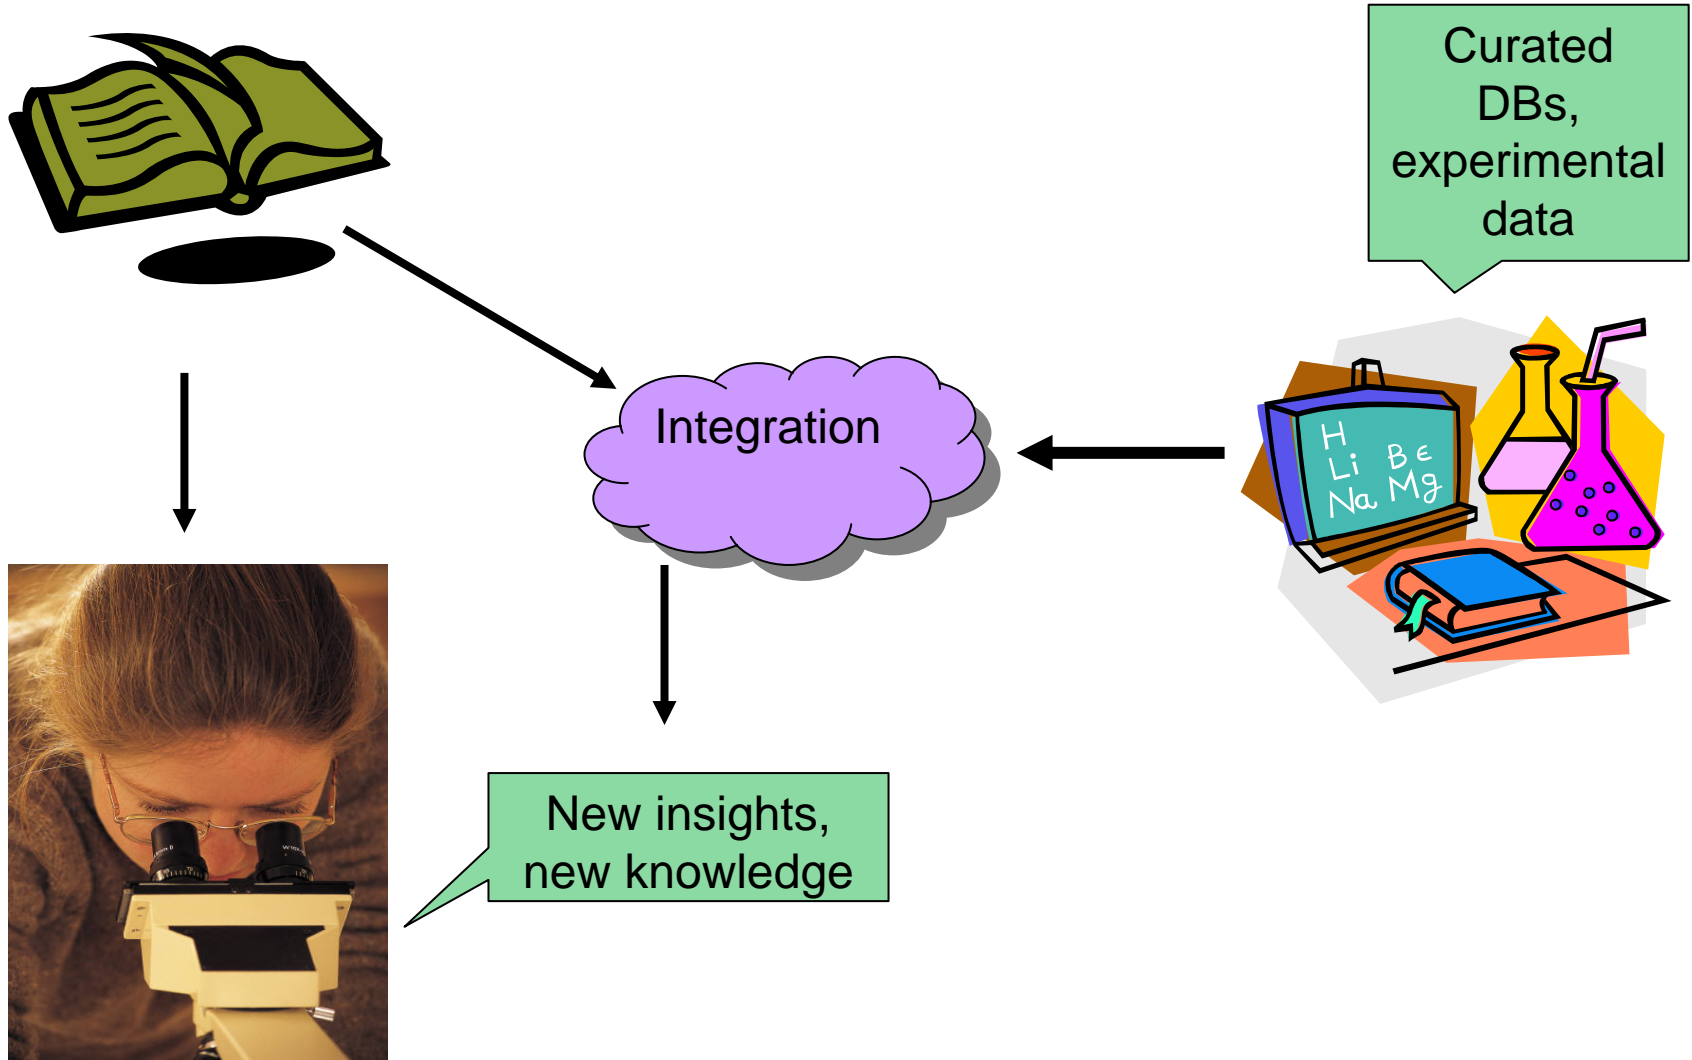 Curated
DBs,
experimental
data
Integration
H
Li Be
Na Mg
New insights,
new knowledge